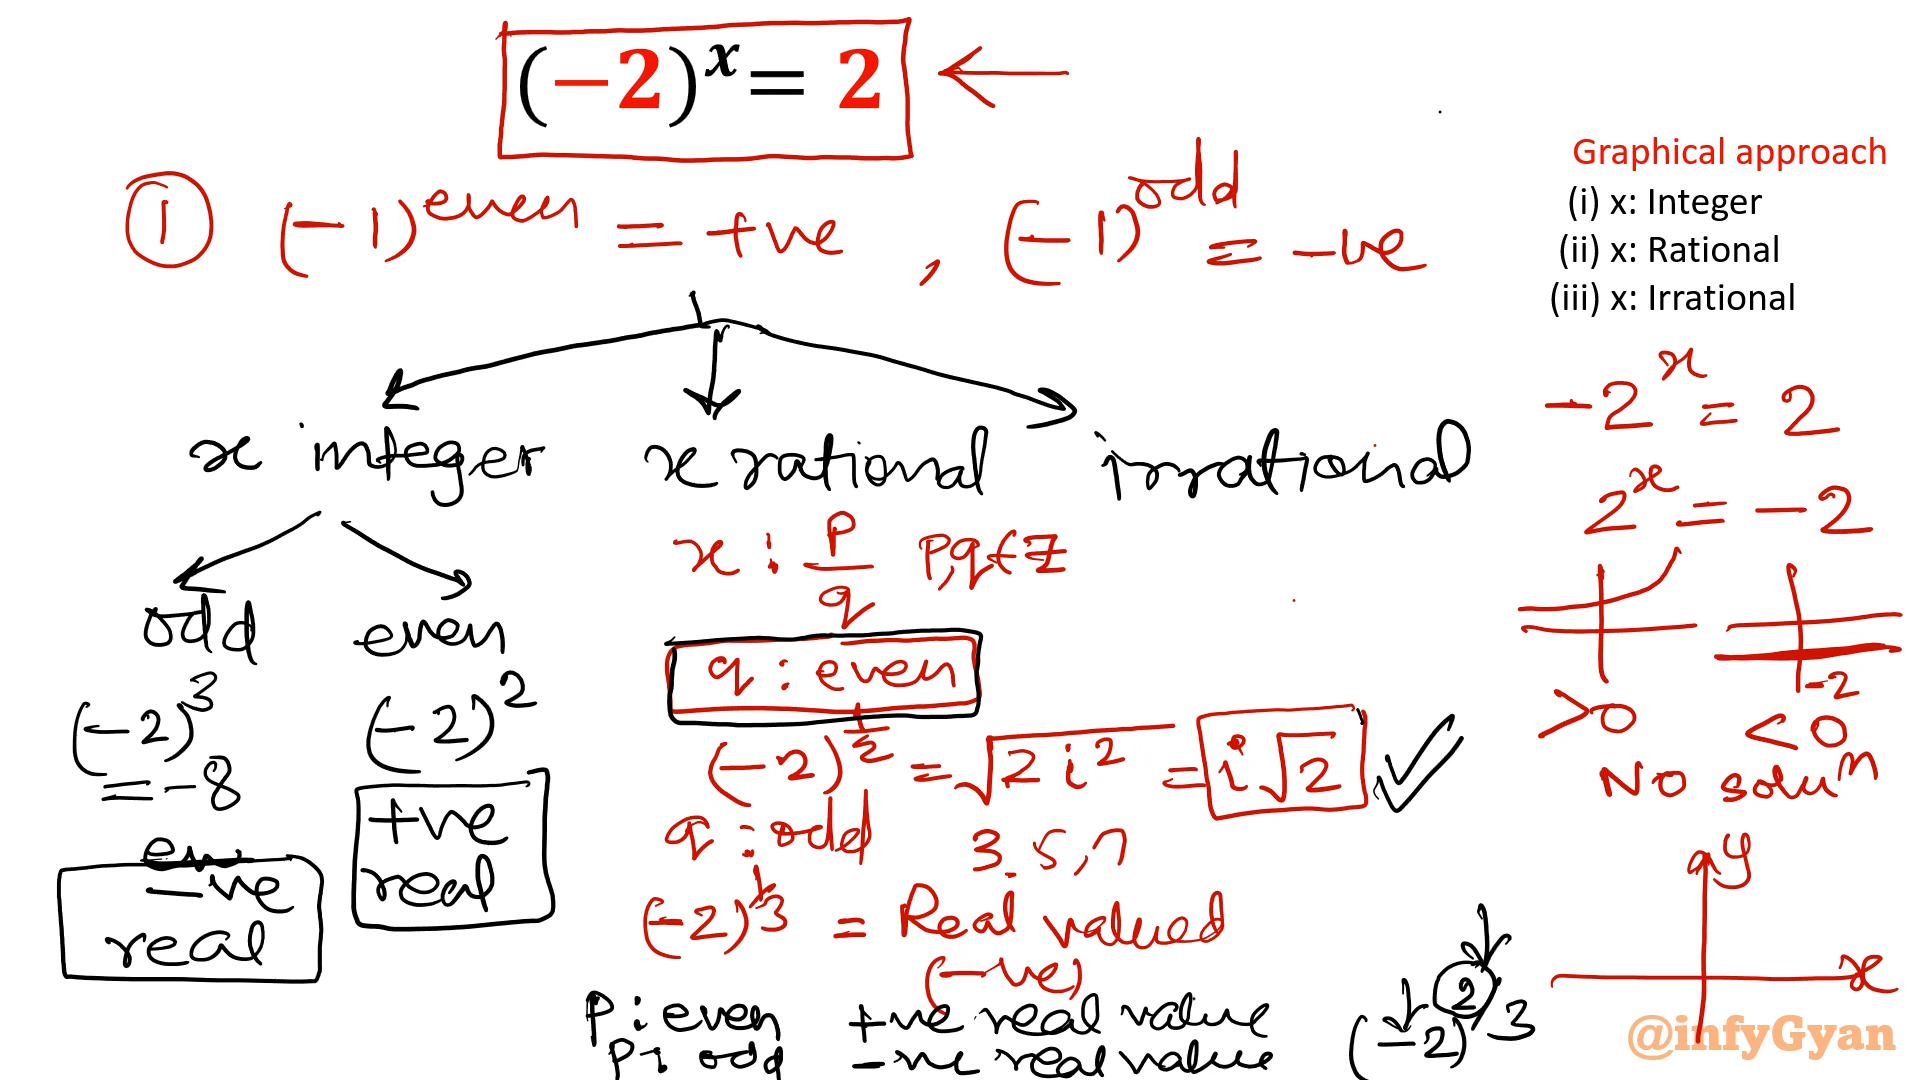 (−2)^x = 2
① (−1)^even = +ve , (−1)^odd = −ve
Graphical approach
(i) x: Integer
(ii) x: Rational
(iii) x: Irrational
x integer
x rational
irrational
odd
even
(−2)^3
= −8
−ve
real
(−2)^2
+ve
real
x : p/q p,q ∈ Z
q : even
(−2)^1/2 = √2 i^2 = i√2
q : odd 3, 5, 7
(−2)^1/3 = Real valued
(−ve)
p : even +ve real value
p : odd −ve real value
(−2)^2/3
−2^x = 2
2^x = −2
−2
>0
<0
No solu^n
y
x
@infyGyan